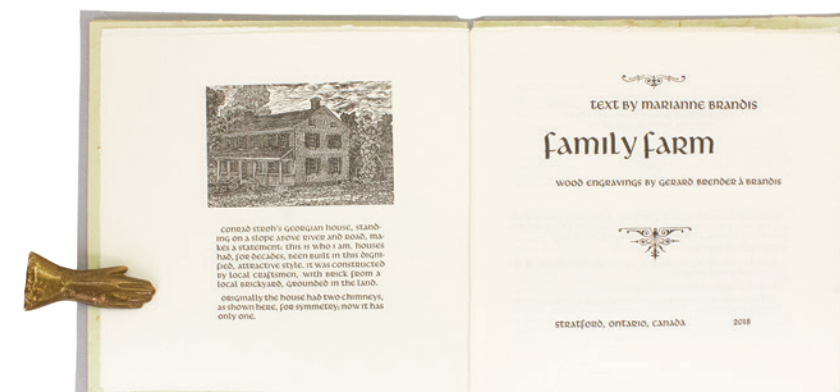 conrad stroh's georgian house, stand-
ing on a slope above river and road, ma-
kes a statement: this is who i am. houses
had, for decades, been built in this digni-
fied, attractive style. it was constructed
by local craftsmen, with brick from a
local brickyard, grounded in the land.
originally the house had two chimneys,
as shown here, for symmetry; now it has
only one.
text by marianne brandis
family farm
wood engravings by gerard brender à brandis
stratford, ontario, canada 2018